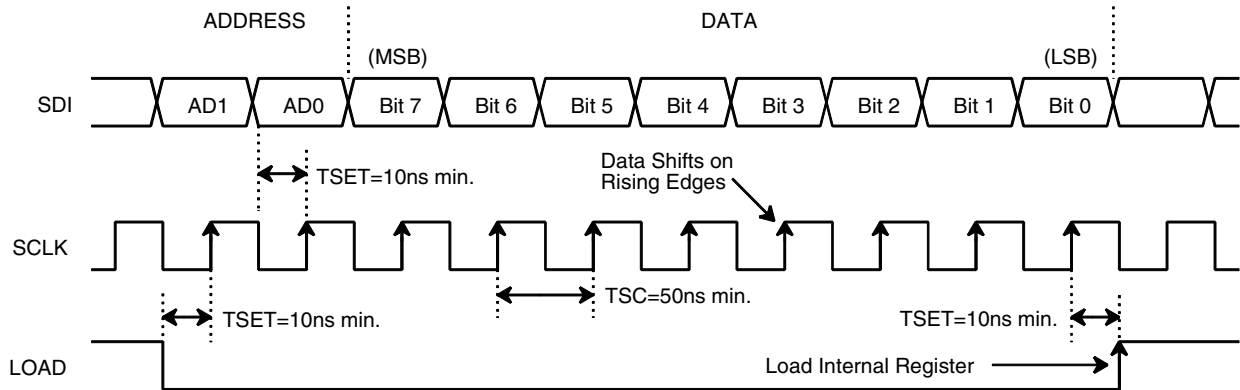 ADDRESS DATA
(MSB) (LSB)
SDI AD1 AD0 Bit 7 Bit 6 Bit 5 Bit 4 Bit 3 Bit 2 Bit 1 Bit 0
TSET=10ns min.
Data Shifts on
Rising Edges
SCLK
TSET=10ns min.
TSC=50ns min.
TSET=10ns min.
LOAD
Load Internal Register